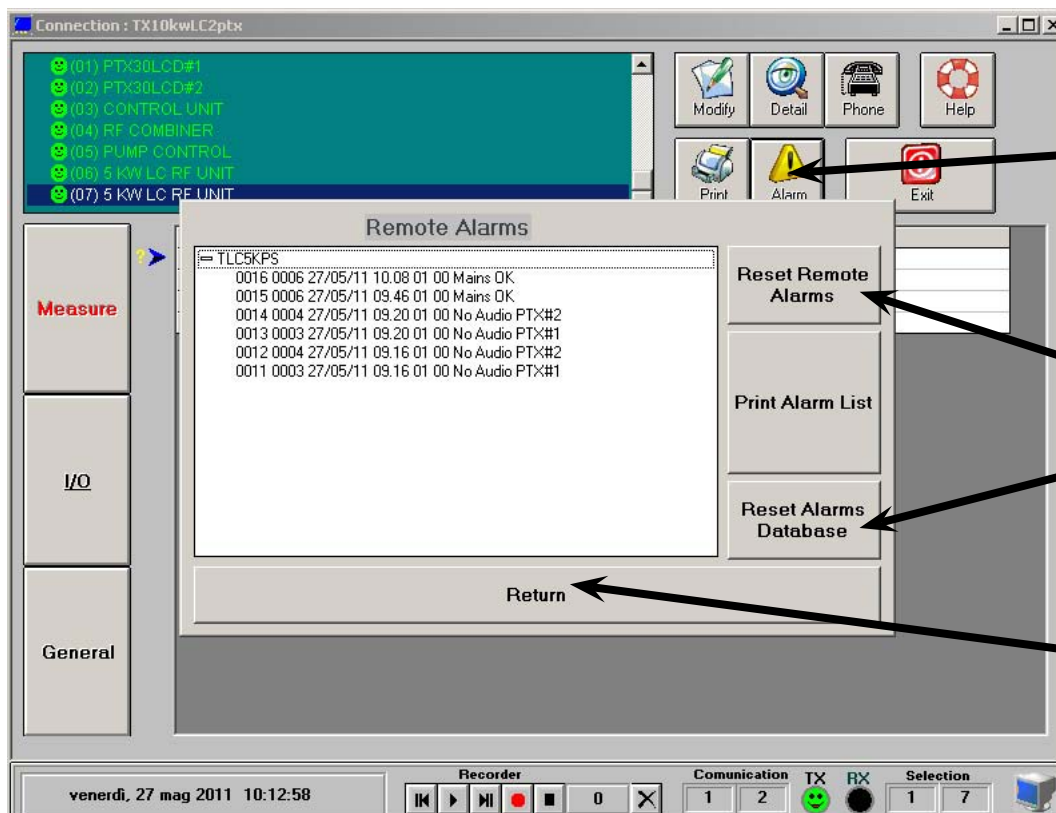 Connection : TX10kwLC2ptx
(01) PTX30LCD#1
(02) PTX30LCD#2
(03) CONTROL UNIT
(04) RF COMBINER
(05) PUMP CONTROL
(06) 5 KW LC RF UNIT
(07) 5 KW LC RF UNIT
Modify
Detail
Phone
Help
Print
Alarm
Exit
Measure
I/O
General
Remote Alarms
TLC5KPS
0016 0006 27/05/11 10.08 01 00 Mains OK
0015 0006 27/05/11 09.46 01 00 Mains OK
0014 0004 27/05/11 09.20 01 00 No Audio PTX#2
0013 0003 27/05/11 09.20 01 00 No Audio PTX#1
0012 0004 27/05/11 09.16 01 00 No Audio PTX#2
0011 0003 27/05/11 09.16 01 00 No Audio PTX#1
Reset Remote
Alarms
Print Alarm List
Reset Alarms
Database
Return
venerdì, 27 mag 2011 10:12:58
Recorder
0
Comunication
1 2
TX
RX
Selection
1 7